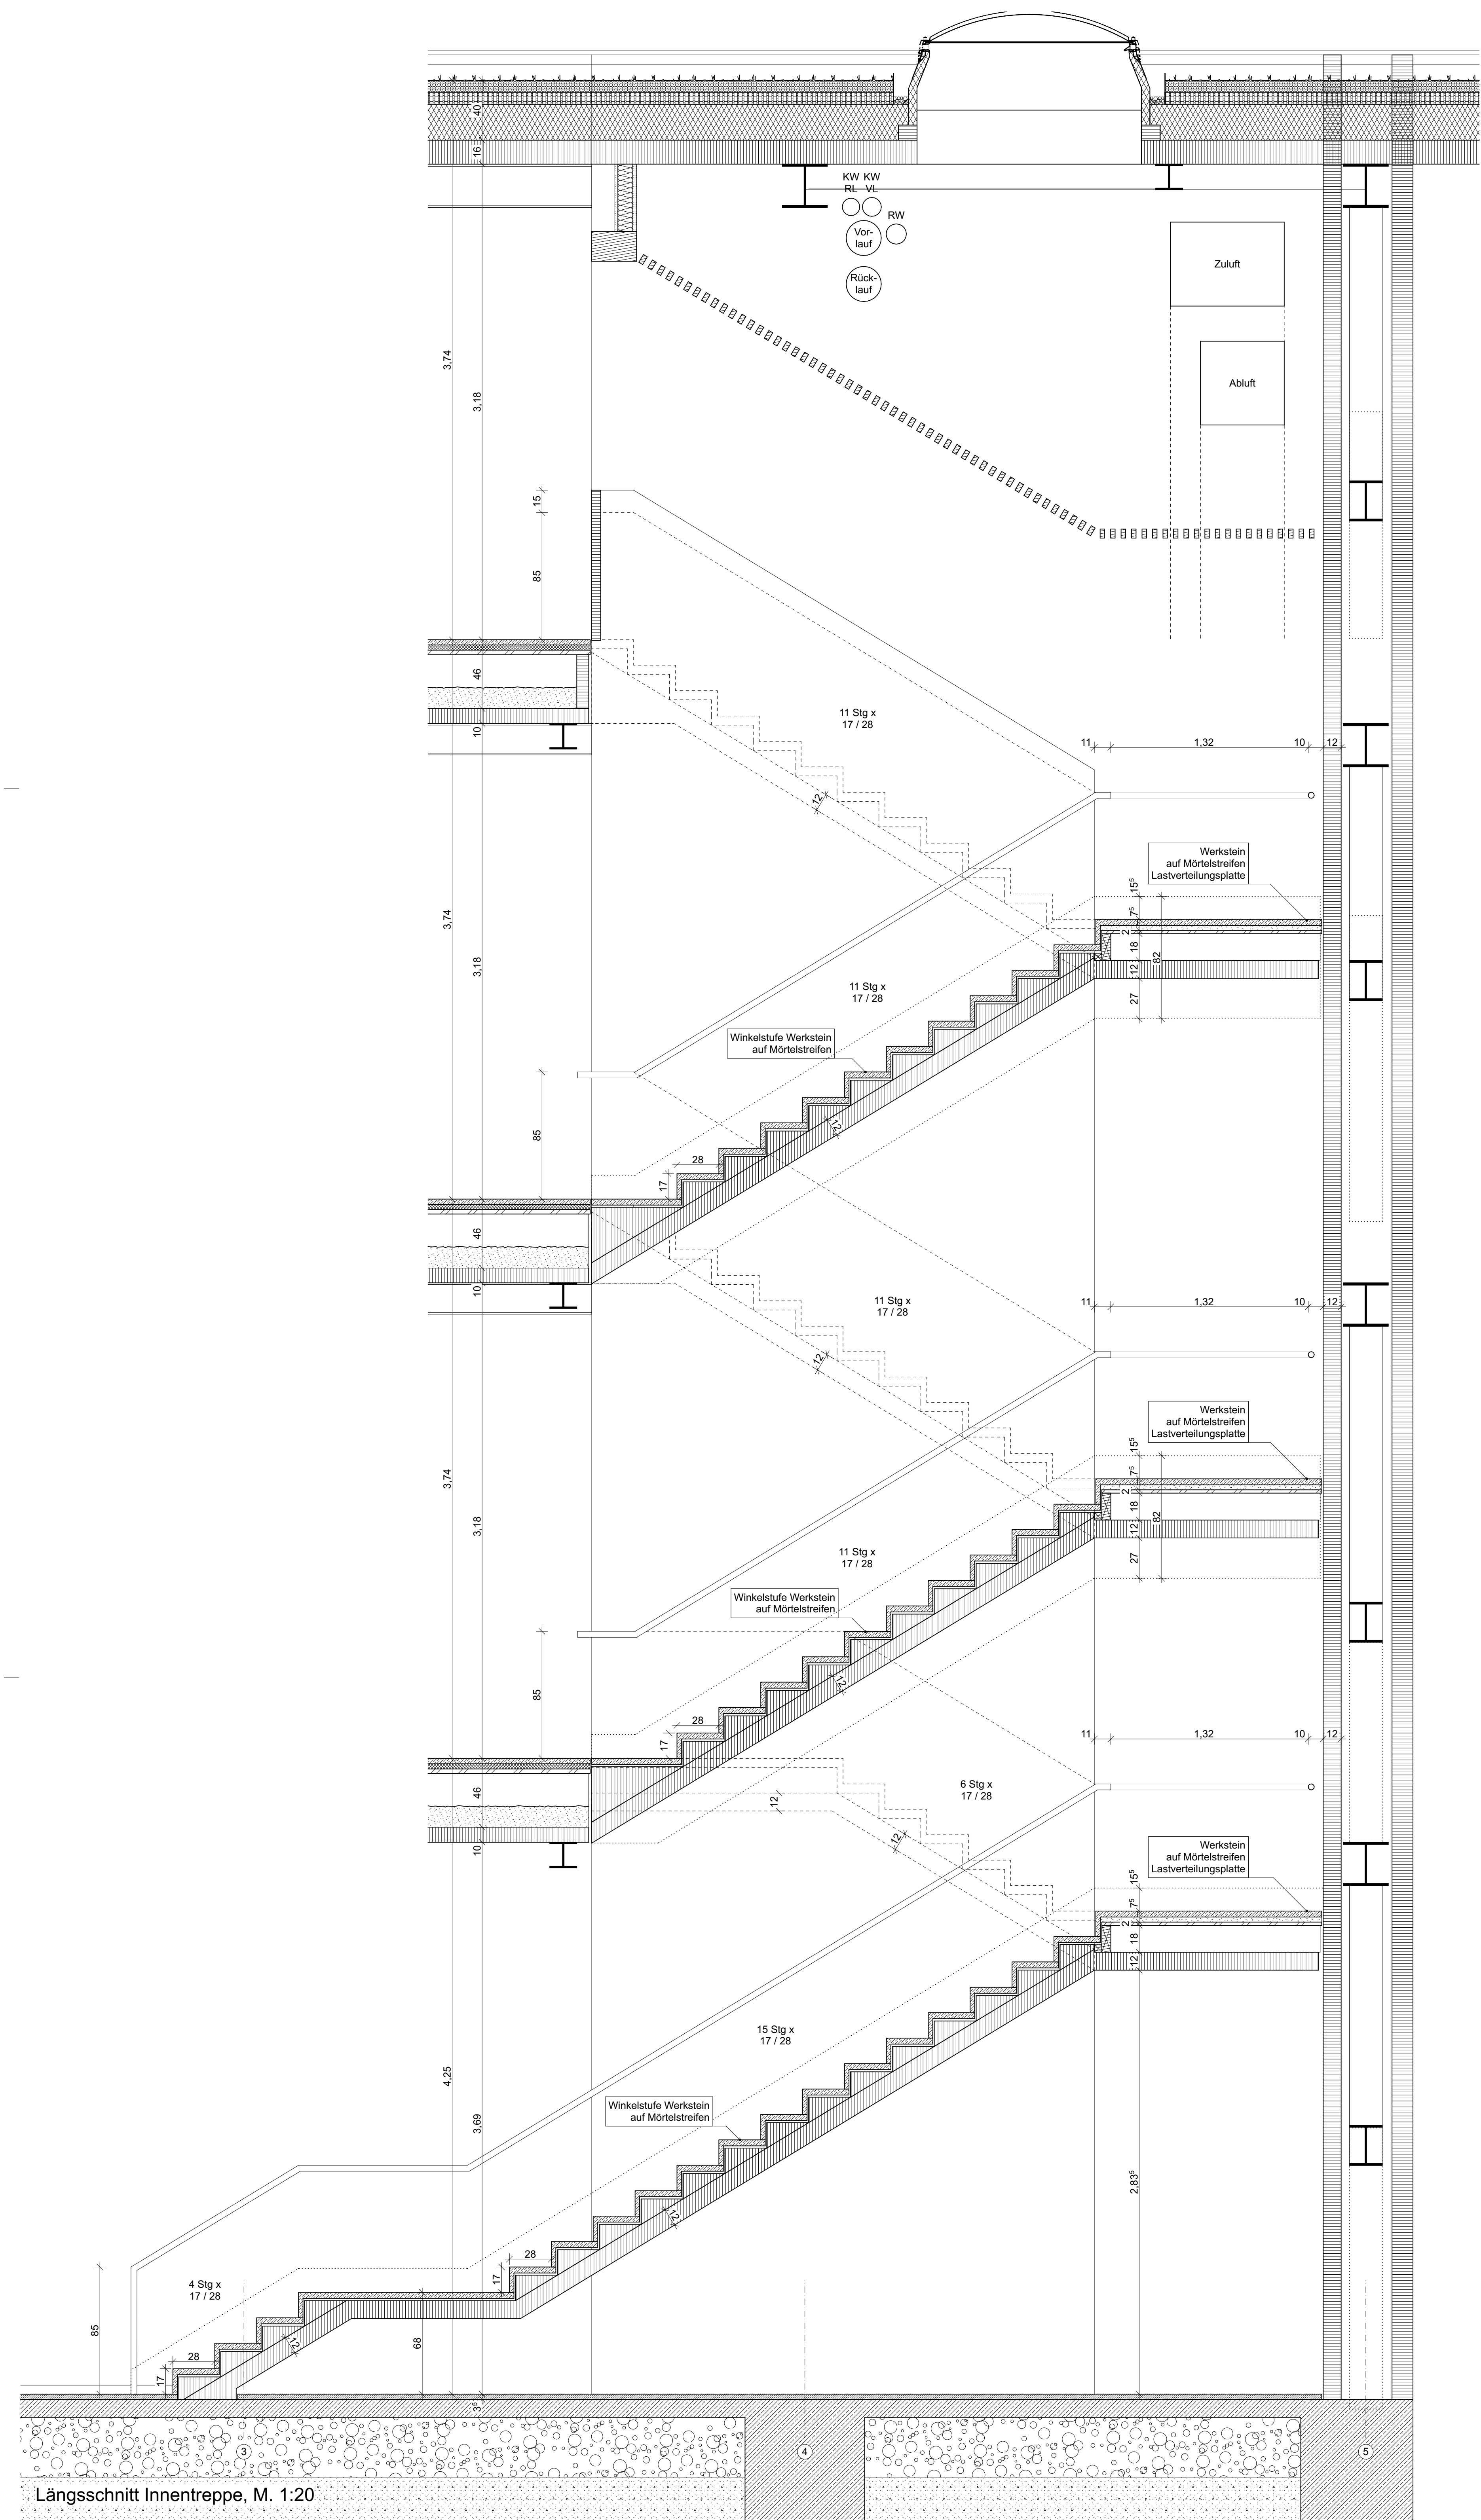 40
16
KW KW
RL VL
RW
Vor-
lauf
Rück-
lauf
Zuluft
Abluft
3,74
3,18
15
85
46
10
11 Stg x
17 / 28
12
11
1,32
10
12
Werkstein
auf Mörtelstreifen
Lastverteilungsplatte
15⁵
7⁵
2
18
12
27
82
3,74
3,18
11 Stg x
17 / 28
Winkelstufe Werkstein
auf Mörtelstreifen
12
85
28
17
46
10
11 Stg x
17 / 28
12
11
1,32
10
12
Werkstein
auf Mörtelstreifen
Lastverteilungsplatte
15⁵
7⁵
2
18
12
27
82
3,74
3,18
11 Stg x
17 / 28
Winkelstufe Werkstein
auf Mörtelstreifen
12
85
28
17
46
10
12
6 Stg x
17 / 28
12
11
1,32
10
12
Werkstein
auf Mörtelstreifen
Lastverteilungsplatte
15⁵
7⁵
2
18
12
15 Stg x
17 / 28
4,25
3,69
Winkelstufe Werkstein
auf Mörtelstreifen
2,83⁵
12
28
17
4 Stg x
17 / 28
85
28
17
12
68
3⁵
3
4
5
Längsschnitt Innentreppe, M. 1:20